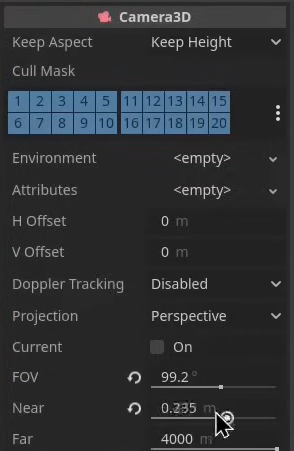 Camera3D
Keep Aspect Keep Height
Cull Mask
1 2 3 4 5 11 12 13 14 15
6 7 8 9 10 16 17 18 19 20
Environment <empty>
Attributes <empty>
H Offset 0 m
V Offset 0 m
Doppler Tracking Disabled
Projection Perspective
Current On
FOV 99.2 °
Near 0.235 m
Far 4000 m